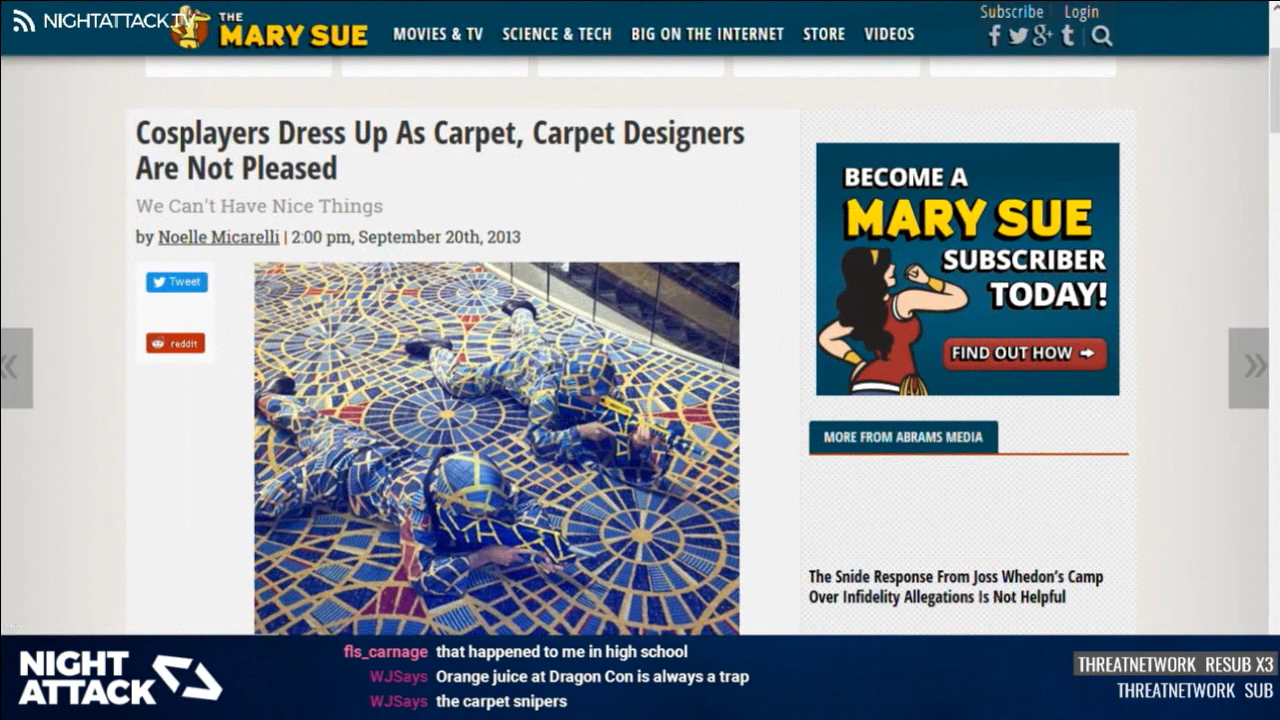 NIGHTATTACK.TV
THE
MARY SUE
MOVIES & TV SCIENCE & TECH BIG ON THE INTERNET STORE VIDEOS
Subscribe Login
Cosplayers Dress Up As Carpet, Carpet Designers
Are Not Pleased
We Can't Have Nice Things
by Noelle Micarelli | 2:00 pm, September 20th, 2013
Tweet
reddit
BECOME A
MARY SUE
SUBSCRIBER
TODAY!
FIND OUT HOW
MORE FROM ABRAMS MEDIA
The Snide Response From Joss Whedon's Camp
Over Infidelity Allegations Is Not Helpful
NIGHT
ATTACK
fls_carnage that happened to me in high school
WJSays Orange juice at Dragon Con is always a trap
WJSays the carpet snipers
THREATNETWORK RESUB X3
THREATNETWORK SUB